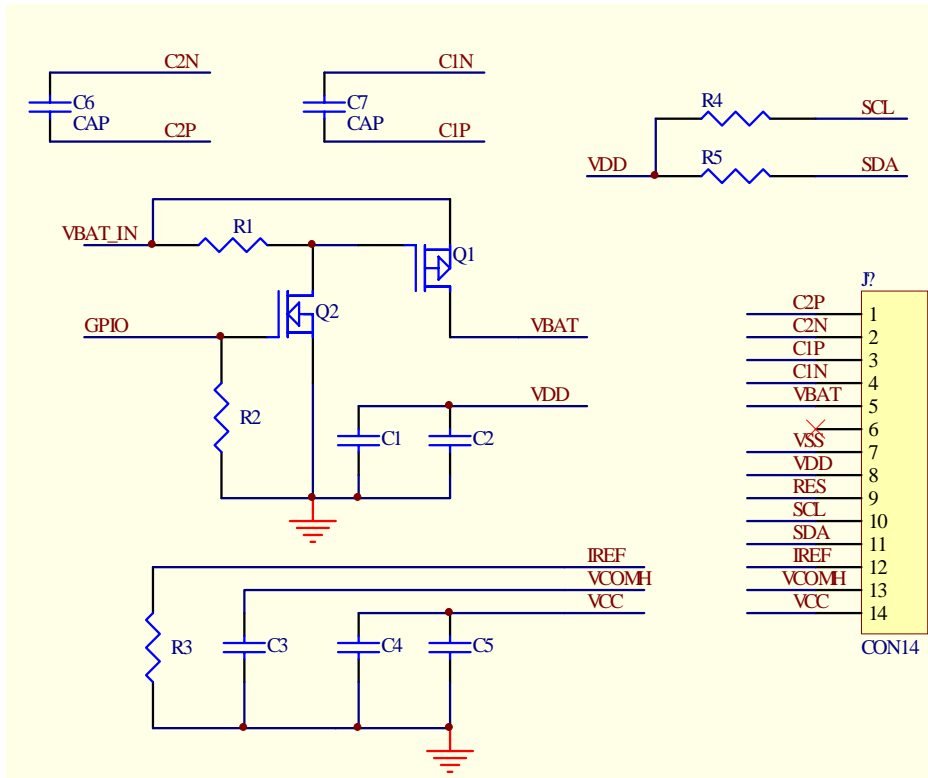 C2N
C6
CAP
C2P
C1N
C7
CAP
C1P
R4
SCL
VDD
R5
SDA
VBAT_IN
R1
Q1
Q2
GPIO
VBAT
R2
VDD
C1
C2
IREF
VCOMH
VCC
R3
C3
C4
C5
J?
C2P 1
C2N 2
C1P 3
C1N 4
VBAT 5
6
VSS 7
VDD 8
RES 9
SCL 10
SDA 11
IREF 12
VCOMH 13
VCC 14
CON14